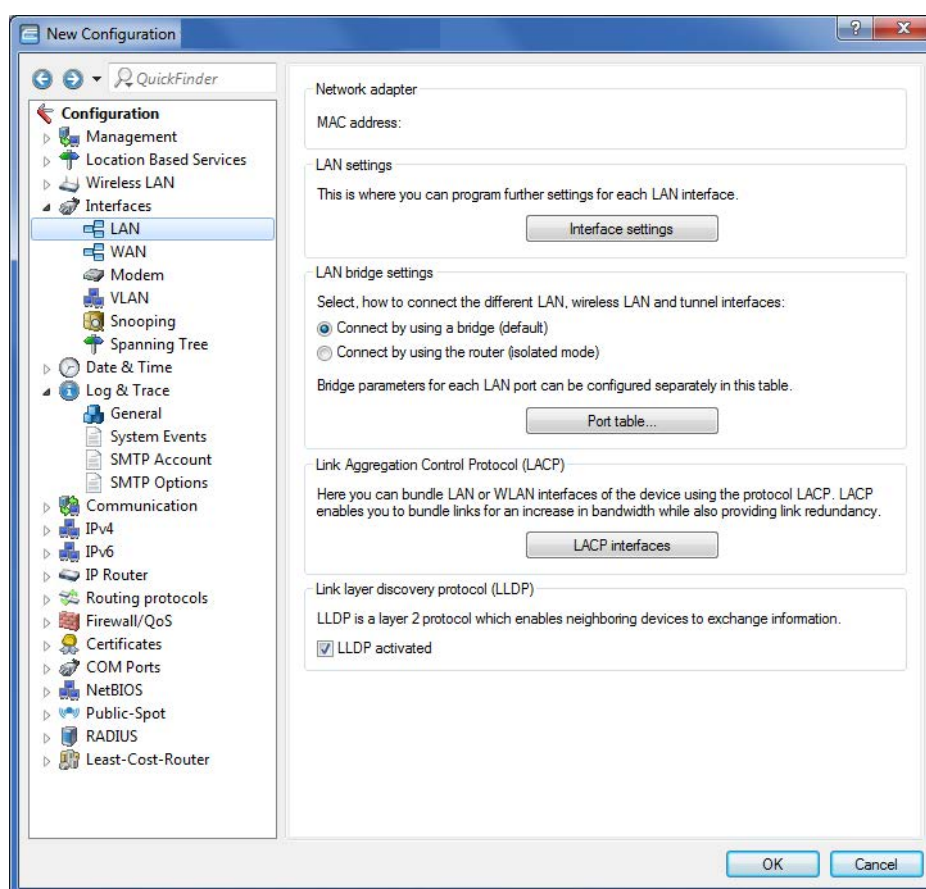 New Configuration
QuickFinder
Configuration
Management
Location Based Services
Wireless LAN
Interfaces
LAN
WAN
Modem
VLAN
Snooping
Spanning Tree
Date & Time
Log & Trace
General
System Events
SMTP Account
SMTP Options
Communication
IPv4
IPv6
IP Router
Routing protocols
Firewall/QoS
Certificates
COM Ports
NetBIOS
Public-Spot
RADIUS
Least-Cost-Router
Network adapter
MAC address:
LAN settings
This is where you can program further settings for each LAN interface.
Interface settings
LAN bridge settings
Select, how to connect the different LAN, wireless LAN and tunnel interfaces:
Connect by using a bridge (default)
Connect by using the router (isolated mode)
Bridge parameters for each LAN port can be configured separately in this table.
Port table...
Link Aggregation Control Protocol (LACP)
Here you can bundle LAN or WLAN interfaces of the device using the protocol LACP. LACP
enables you to bundle links for an increase in bandwidth while also providing link redundancy.
LACP interfaces
Link layer discovery protocol (LLDP)
LLDP is a layer 2 protocol which enables neighboring devices to exchange information.
LLDP activated
OK
Cancel